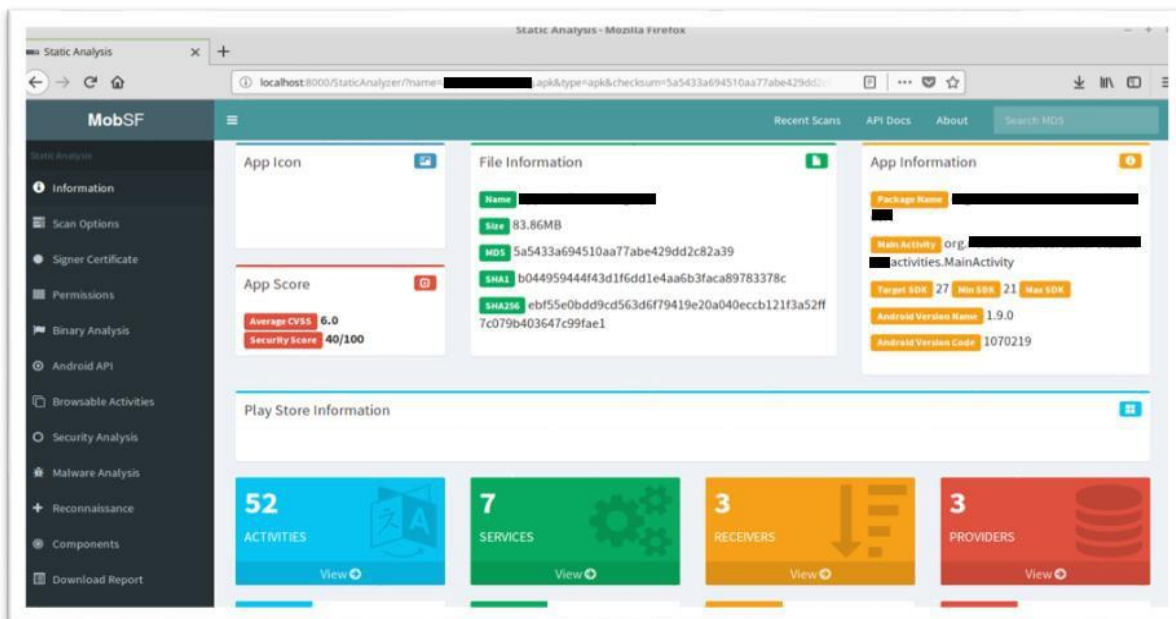 Static Analysis - Mozilla Firefox
Static Analysis
localhost:8000/StaticAnalyzer/?name= .apk&type=apk&checksum=5a5433a694510aa77abe429dd2
MobSF
Recent Scans API Docs About Search MD5
Static Analysis
Information
Scan Options
Signer Certificate
Permissions
Binary Analysis
Android API
Browsable Activities
Security Analysis
Malware Analysis
Reconnaissance
Components
Download Report
App Icon
App Score
Average CVSS 6.0
Security Score 40/100
File Information
Name
Size 83.86MB
MD5 5a5433a694510aa77abe429dd2c82a39
SHA1 b044959444f43d1f6dd1e4aa6b3faca89783378c
SHA256 ebf55e0bdd9cd563d6f79419e20a040eccb121f3a52ff
7c079b403647c99fae1
App Information
Package Name
Main Activity org.
activities.MainActivity
Target SDK 27 Min SDK 21 Max SDK
Android Version Name 1.9.0
Android Version Code 1070219
Play Store Information
52
ACTIVITIES
View
7
SERVICES
View
3
RECEIVERS
View
3
PROVIDERS
View